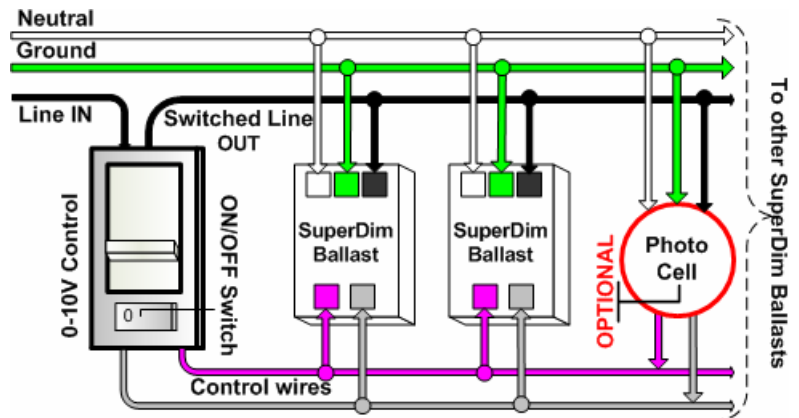 Neutral
Ground
Line IN
Switched Line
OUT
0-10V Control
ON/OFF Switch
0
SuperDim
Ballast
SuperDim
Ballast
OPTIONAL
Photo
Cell
To other SuperDim Ballasts
Control wires